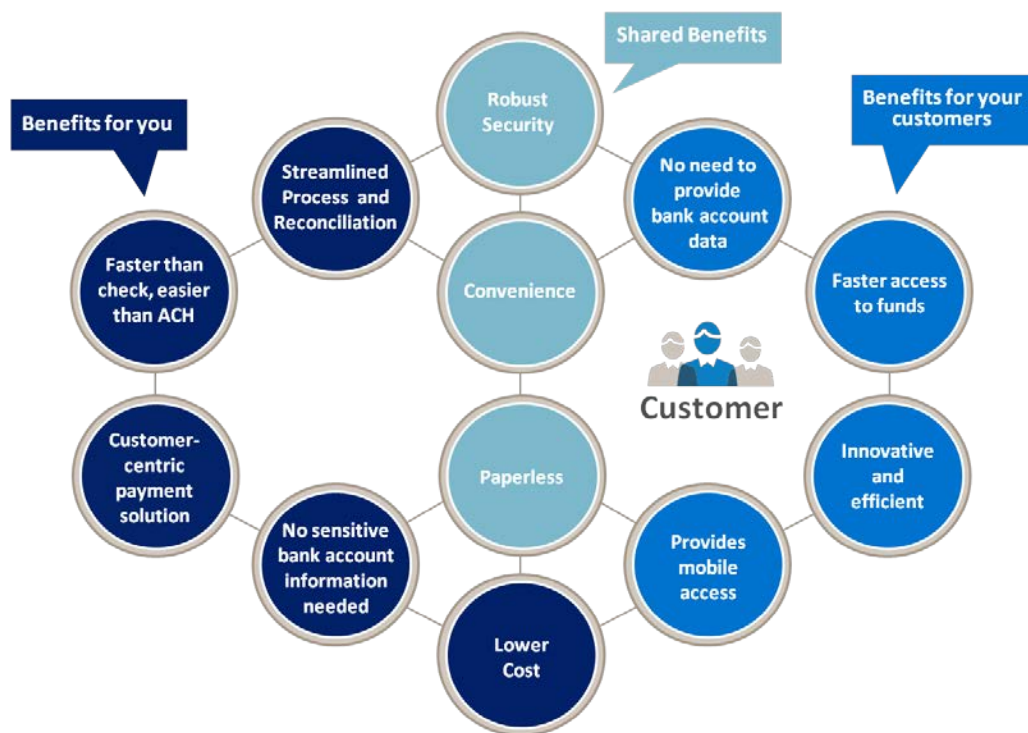 Shared Benefits
Benefits for you
Benefits for your
customers
Robust
Security
Streamlined
Process and
Reconciliation
No need to
provide
bank account
data
Faster than
check, easier
than ACH
Convenience
Faster access
to funds
Customer
Customer-
centric
payment
solution
Paperless
Innovative
and
efficient
No sensitive
bank account
information
needed
Provides
mobile
access
Lower
Cost